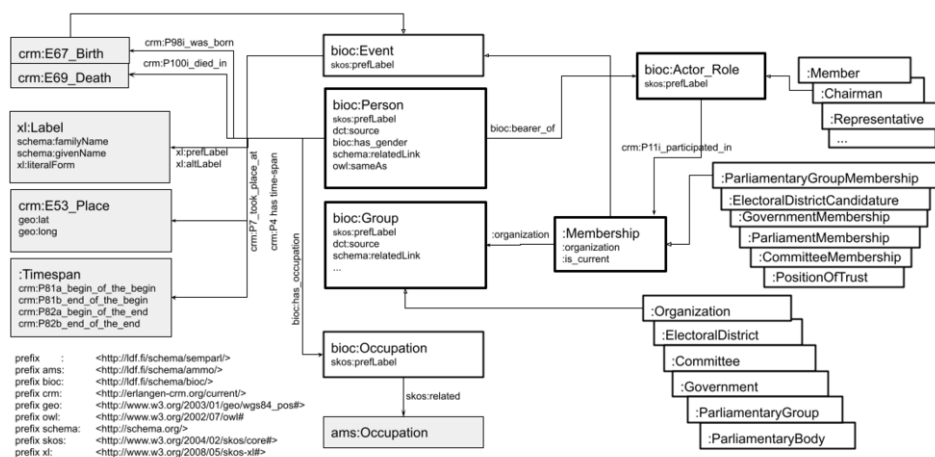 crm:E67_Birth
crm:E69_Death
crm:P98i_was_born
crm:P100i_died_in
bioc:Event
skos:prefLabel
bioc:Actor_Role
skos:prefLabel
:Member
:Chairman
:Representative
...
xl:Label
schema:familyName
schema:givenName
xl:literalForm
xl:prefLabel
xl:altLabel
bioc:Person
skos:prefLabel
dct:source
bioc:has_gender
schema:relatedLink
owl:sameAs
bioc:bearer_of
crm:P11i_participated_in
crm:E53_Place
geo:lat
geo:long
crm:P7_took_place_at
crm:P4 has time-span
bioc:Group
skos:prefLabel
dct:source
schema:relatedLink
...
:organization
:Membership
:organization
:is_current
:ParliamentaryGroupMembership
:ElectoralDistrictCandidature
:GovernmentMembership
:ParliamentMembership
:CommitteeMembership
:PositionOfTrust
:Timespan
crm:P81a_begin_of_the_begin
crm:P81b_end_of_the_begin
crm:P82a_begin_of_the_end
crm:P82b_end_of_the_end
bioc:has_occupation
:Organization
:ElectoralDistrict
:Committee
:Government
:ParliamentaryGroup
:ParliamentaryBody
bioc:Occupation
skos:prefLabel
skos:related
ams:Occupation
prefix : <http://ldf.fi/schema/semparl/>
prefix ams: <http://ldf.fi/schema/ammo/>
prefix bioc: <http://ldf.fi/schema/bioc/>
prefix crm: <http://erlangen-crm.org/current/>
prefix geo: <http://www.w3.org/2003/01/geo/wgs84_pos#>
prefix owl: <http://www.w3.org/2002/07/owl#
prefix schema: <http://schema.org/>
prefix skos: <http://www.w3.org/2004/02/skos/core#>
prefix xl: <http://www.w3.org/2008/05/skos-xl#>